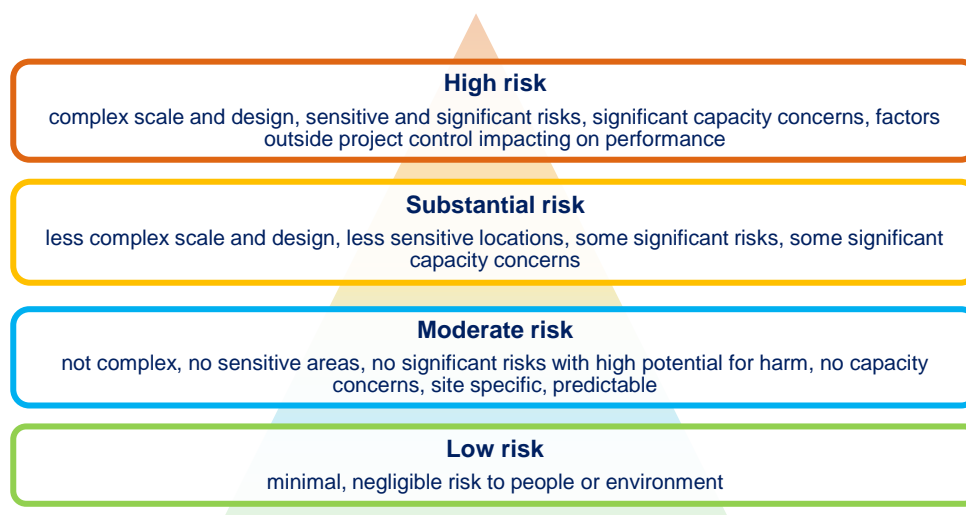 High risk
complex scale and design, sensitive and significant risks, significant capacity concerns, factors
outside project control impacting on performance
Substantial risk
less complex scale and design, less sensitive locations, some significant risks, some significant
capacity concerns
Moderate risk
not complex, no sensitive areas, no significant risks with high potential for harm, no capacity
concerns, site specific, predictable
Low risk
minimal, negligible risk to people or environment